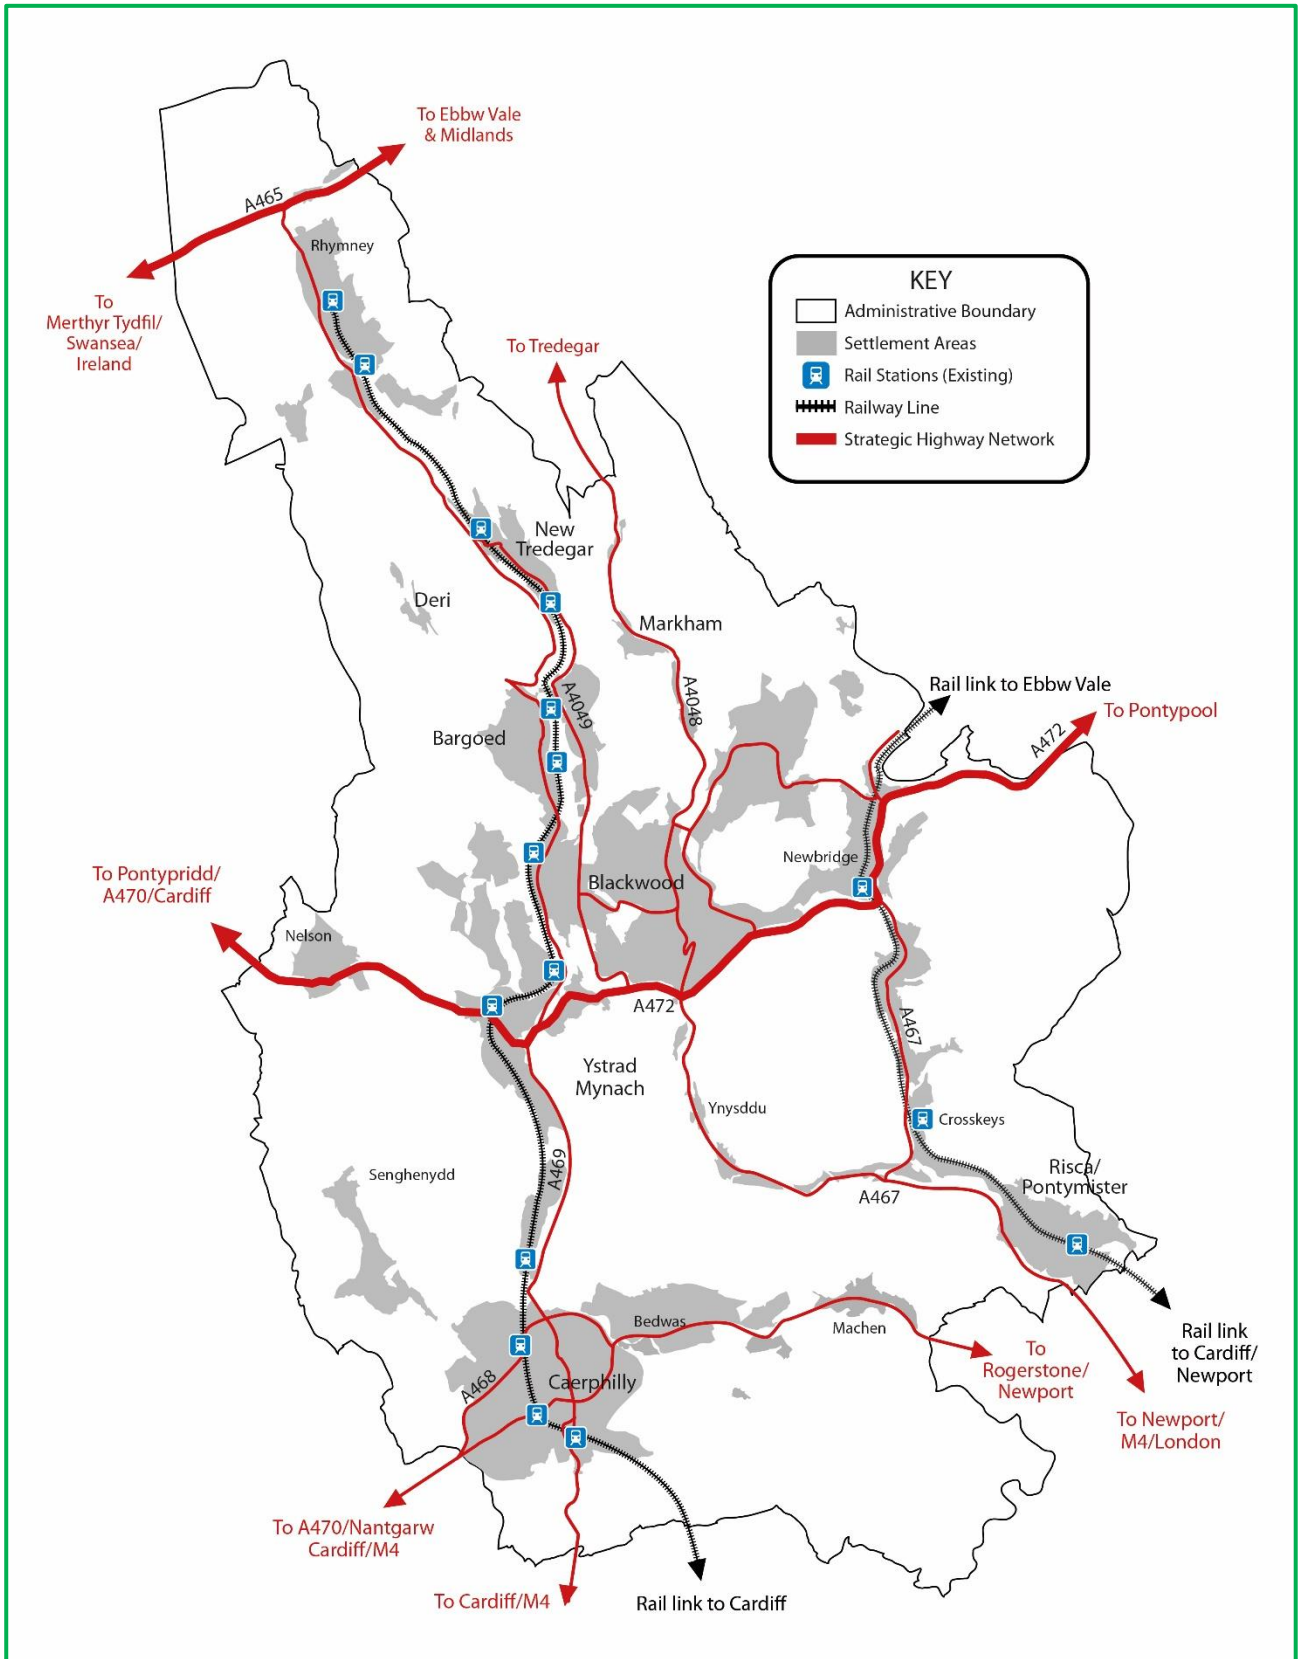 To Ebbw Vale
& Midlands
A465
Rhymney
To
Merthyr Tydfil/
Swansea/
Ireland
KEY
Administrative Boundary
Settlement Areas
Rail Stations (Existing)
Railway Line
Strategic Highway Network
To Tredegar
New
Tredegar
Deri
Markham
A4049
A4048
Rail link to Ebbw Vale
To Pontypool
A472
Bargoed
Newbridge
To Pontypridd/
A470/Cardiff
Blackwood
Nelson
A472
A467
Ystrad
Mynach
Ynysddu
Crosskeys
Senghenydd
A469
Risca/
Pontymister
A467
Bedwas
Machen
To
Rogerstone/
Newport
Rail link
to Cardiff/
Newport
A468
Caerphilly
To Newport/
M4/London
To A470/Nantgarw
Cardiff/M4
To Cardiff/M4
Rail link to Cardiff